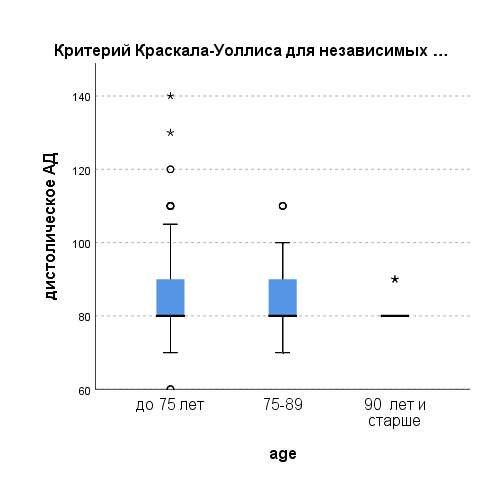 Критерий Краскала-Уоллиса для независимых ...
дистолическое АД
140
120
100
80
60
до 75 лет
75-89
90 лет и
старше
age